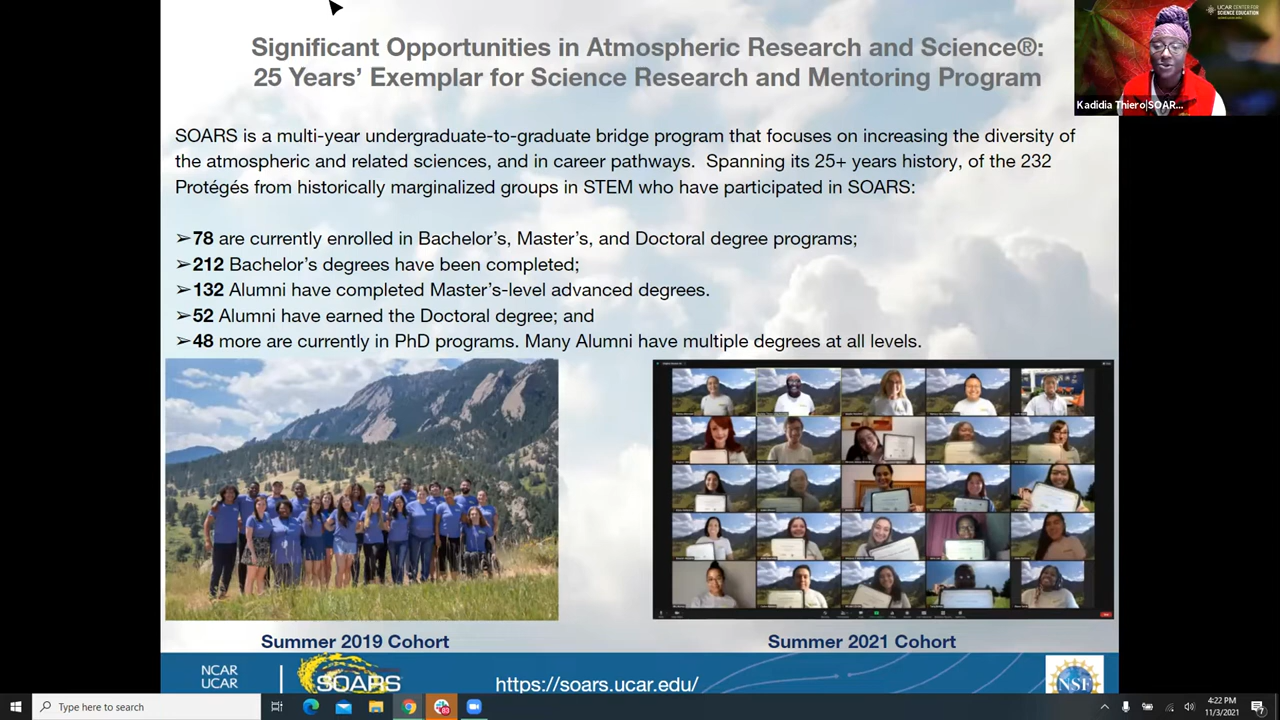 Significant Opportunities in Atmospheric Research and Science®:
25 Years’ Exemplar for Science Research and Mentoring Program
UCAR CENTER FOR
SCIENCE EDUCATION
Kadidia Thiero|SOAR...
SOARS is a multi-year undergraduate-to-graduate bridge program that focuses on increasing the diversity of
the atmospheric and related sciences, and in career pathways. Spanning its 25+ years history, of the 232
Protégés from historically marginalized groups in STEM who have participated in SOARS:
➢78 are currently enrolled in Bachelor’s, Master’s, and Doctoral degree programs;
➢212 Bachelor’s degrees have been completed;
➢132 Alumni have completed Master’s-level advanced degrees.
➢52 Alumni have earned the Doctoral degree; and
➢48 more are currently in PhD programs. Many Alumni have multiple degrees at all levels.
Summer 2019 Cohort
Summer 2021 Cohort
NCAR
UCAR
SOARS
https://soars.ucar.edu/
NSF
Type here to search
4:22 PM
11/3/2021